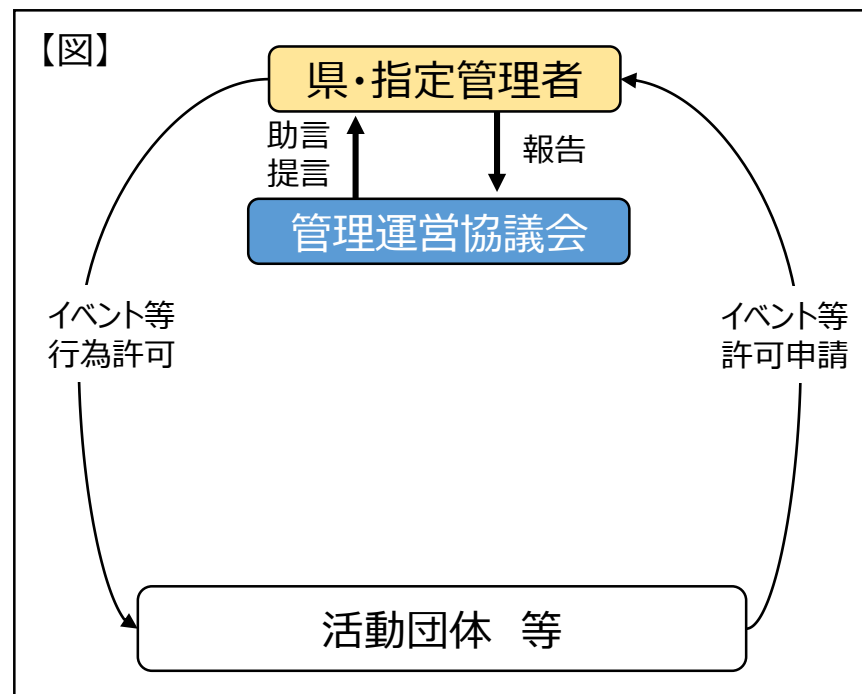 【図】
県・指定管理者
助言
提言
報告
管理運営協議会
イベント等
行為許可
イベント等
許可申請
活動団体　等